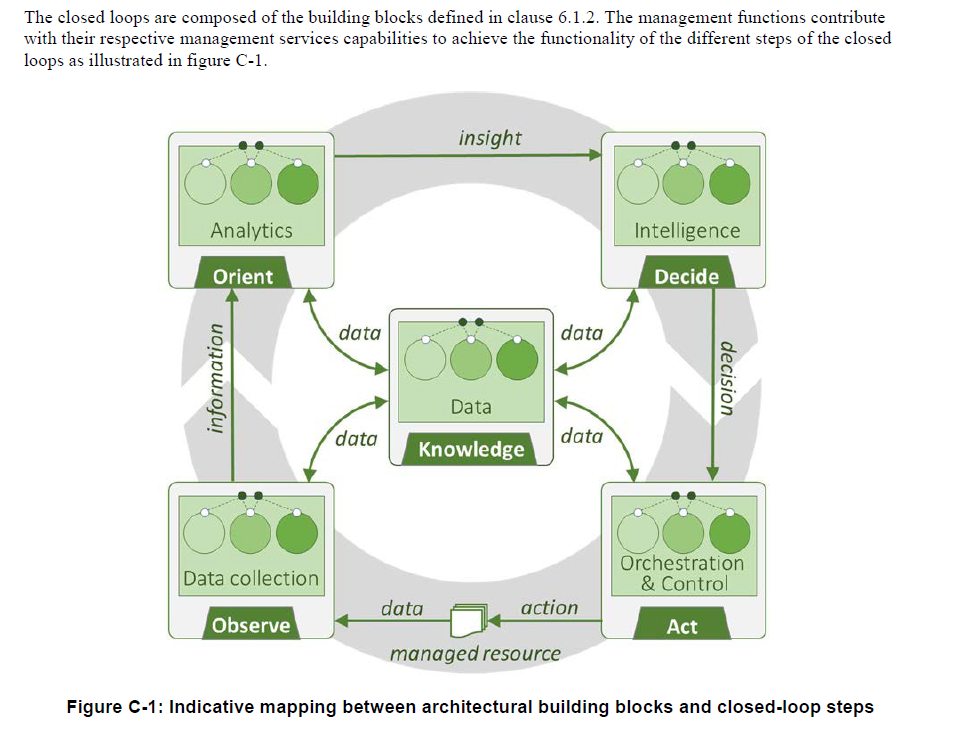 The closed loops are composed of the building blocks defined in clause 6.1.2. The management functions contribute
with their respective management services capabilities to achieve the functionality of the different steps of the closed
loops as illustrated in figure C-1.
insight
Analytics
Orient
Intelligence
Decide
information
data
data
decision
Data
Knowledge
data
data
Data collection
Observe
data
action
managed resource
Orchestration
& Control
Act
Figure C-1: Indicative mapping between architectural building blocks and closed-loop steps